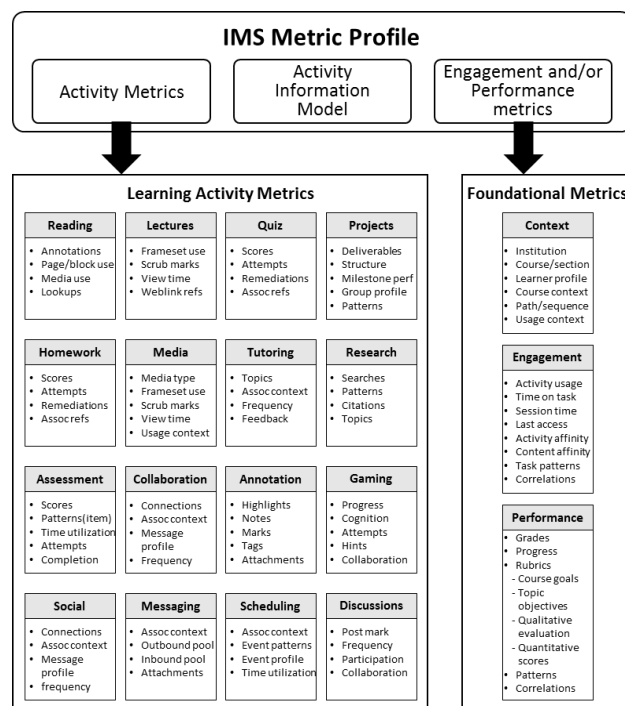 IMS Metric Profile
Activity Metrics
Activity
Information
Model
Engagement and/or
Performance
metrics
Learning Activity Metrics
Reading
• Annotations
• Page/block use
• Media use
• Lookups
Lectures
• Frameset use
• Scrub marks
• View time
• Weblink refs
Quiz
• Scores
• Attempts
• Remediations
• Assoc refs
Projects
• Deliverables
• Structure
• Milestone perf
• Group profile
• Patterns
Homework
• Scores
• Attempts
• Remediations
• Assoc refs
Media
• Media type
• Frameset use
• Scrub marks
• View time
• Usage context
Tutoring
• Topics
• Assoc context
• Frequency
• Feedback
Research
• Searches
• Patterns
• Citations
• Topics
Assessment
• Scores
• Patterns(item)
• Time utilization
• Attempts
• Completion
Collaboration
• Connections
• Assoc context
• Message
profile
• Frequency
Annotation
• Highlights
• Notes
• Marks
• Tags
• Attachments
Gaming
• Progress
• Cognition
• Attempts
• Hints
• Collaboration
Social
• Connections
• Assoc context
• Message
profile
• frequency
Messaging
• Assoc context
• Outbound pool
• Inbound pool
• Attachments
Scheduling
• Assoc context
• Event patterns
• Event profile
• Time utilization
Discussions
• Post mark
• Frequency
• Participation
• Collaboration
Foundational Metrics
Context
• Institution
• Course/section
• Learner profile
• Course context
• Path/sequence
• Usage context
Engagement
• Activity usage
• Time on task
• Session time
• Last access
• Activity affinity
• Content affinity
• Task patterns
• Correlations
Performance
• Grades
• Progress
• Rubrics
- Course goals
- Topic
objectives
- Qualitative
evaluation
- Quantitative
scores
• Patterns
• Correlations